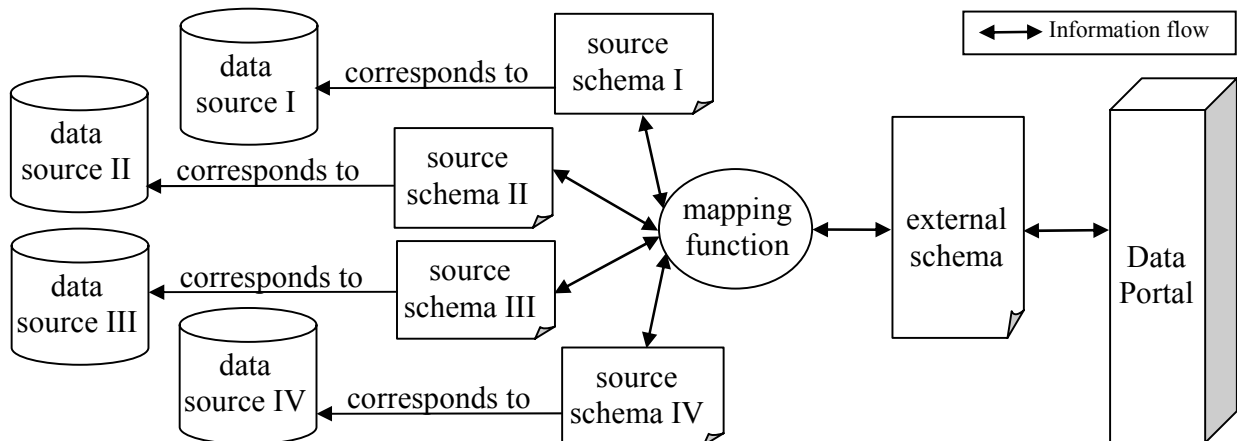 data
source I
corresponds to
source
schema I
Information flow
data
source II
corresponds to
source
schema II
mapping
function
external
schema
Data
Portal
data
source III
corresponds to
source
schema III
data
source IV
corresponds to
source
schema IV